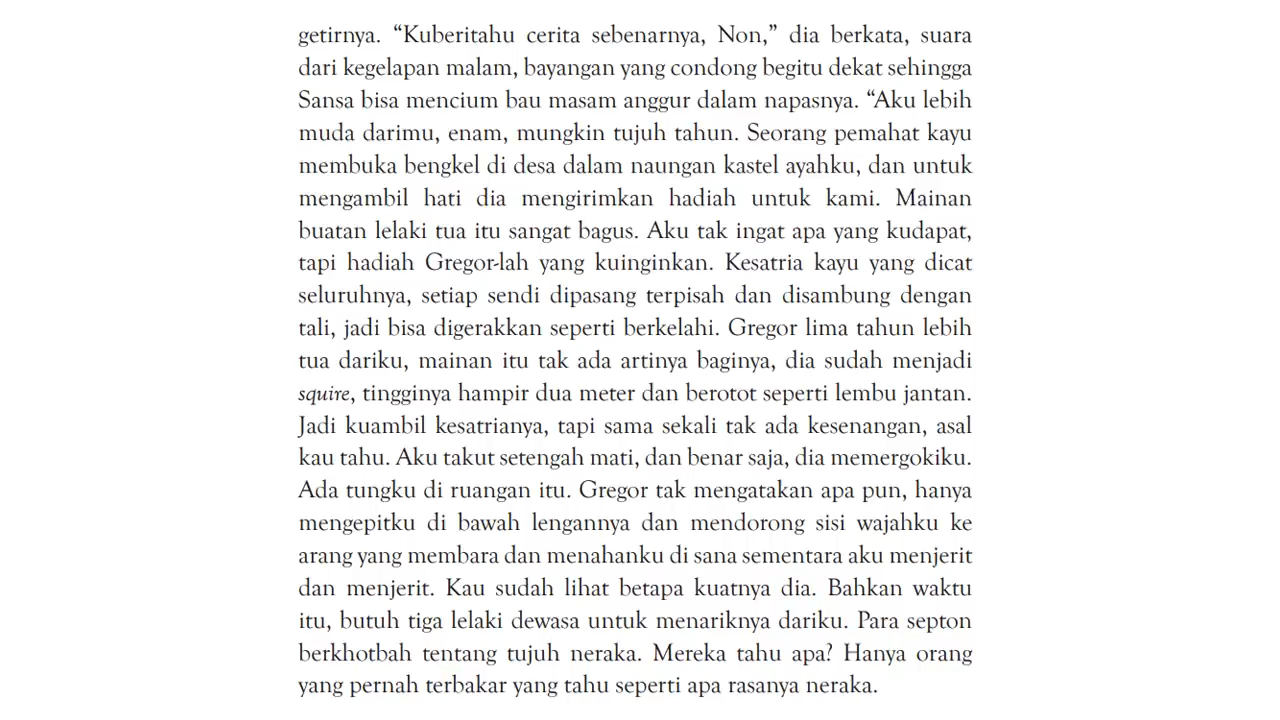 getirnya. “Kuberitahu cerita sebenarnya, Non,” dia berkata, suara
dari kegelapan malam, bayangan yang condong begitu dekat sehingga
Sansa bisa mencium bau masam anggur dalam napasnya. “Aku lebih
muda darimu, enam, mungkin tujuh tahun. Seorang pemahat kayu
membuka bengkel di desa dalam naungan kastel ayahku, dan untuk
mengambil hati dia mengirimkan hadiah untuk kami. Mainan
buatan lelaki tua itu sangat bagus. Aku tak ingat apa yang kudapat,
tapi hadiah Gregor-lah yang kuinginkan. Kesatria kayu yang dicat
seluruhnya, setiap sendi dipasang terpisah dan disambung dengan
tali, jadi bisa digerakkan seperti berkelahi. Gregor lima tahun lebih
tua dariku, mainan itu tak ada artinya baginya, dia sudah menjadi
squire, tingginya hampir dua meter dan berotot seperti lembu jantan.
Jadi kuambil kesatrianya, tapi sama sekali tak ada kesenangan, asal
kau tahu. Aku takut setengah mati, dan benar saja, dia memergokiku.
Ada tungku di ruangan itu. Gregor tak mengatakan apa pun, hanya
mengepitku di bawah lengannya dan mendorong sisi wajahku ke
arang yang membara dan menahanku di sana sementara aku menjerit
dan menjerit. Kau sudah lihat betapa kuatnya dia. Bahkan waktu
itu, butuh tiga lelaki dewasa untuk menariknya dariku. Para septon
berkhotbah tentang tujuh neraka. Mereka tahu apa? Hanya orang
yang pernah terbakar yang tahu seperti apa rasanya neraka.